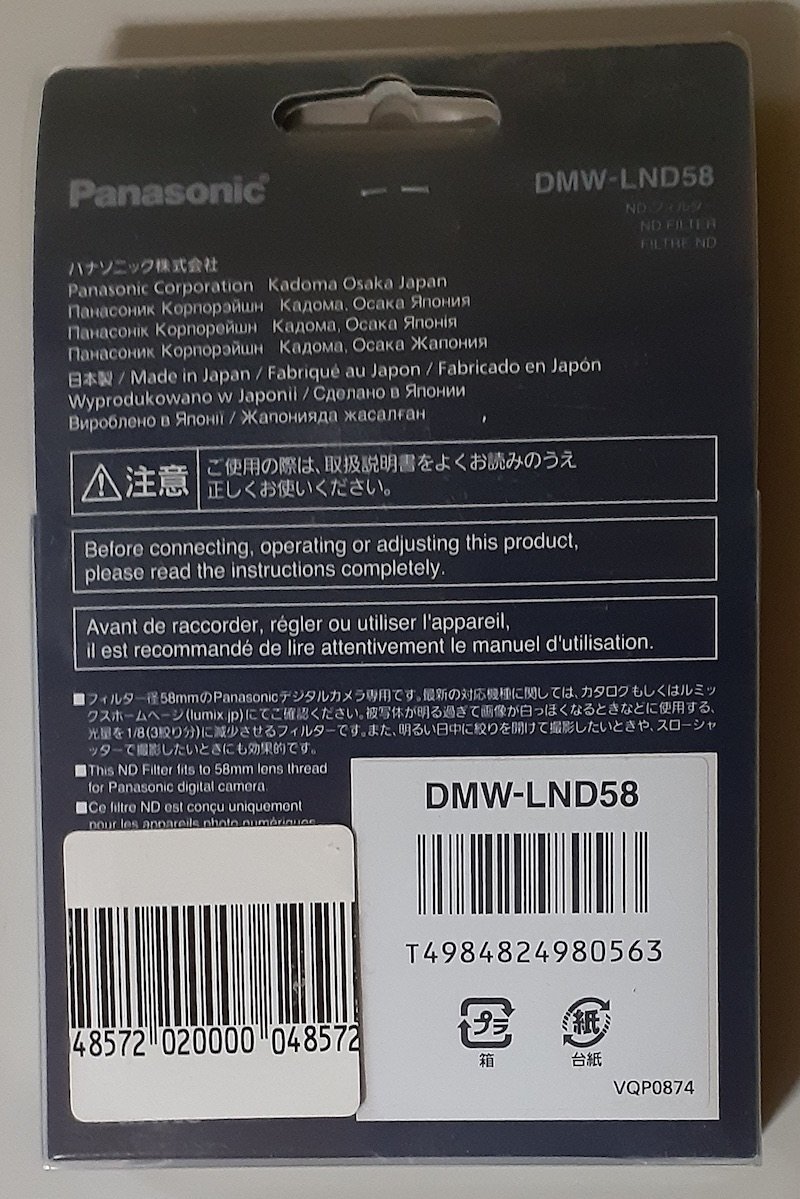 Panasonic®
DMW-LND58
NDフィルター
ND FILTER
FILTRE ND
パナソニック株式会社
Panasonic Corporation Kadoma Osaka Japan
Панасоник Корпорэйшн Кадома, Осака Япония
Панасонік Корпорейшн Кадома, Осака Японія
Панасоник Корпорэйшн Кадома, Осака Жапония
日本製 / Made in Japan / Fabriqué au Japon / Fabricado en Japón
Wyprodukowano w Japonii / Сделано в Японии
Вироблено в Японії / Жапонияда жасалған
注意
ご使用の際は、取扱説明書をよくお読みのうえ
正しくお使いください。
Before connecting, operating or adjusting this product,
please read the instructions completely.
Avant de raccorder, régler ou utiliser l'appareil,
il est recommandé de lire attentivement le manuel d'utilisation.
■フィルター径58mmのPanasonicデジタルカメラ専用です。最新の対応機種に関しては、カタログもしくはルミッ
クスホームページ(lumix.jp)にてご確認ください。被写体が明る過ぎて画像が白っぽくなるときなどに使用する、
光量を1/8(3絞り分)に減少させるフィルターです。また、明るい日中に絞りを開けて撮影したいときや、スローシャ
ッターで撮影したいときにも効果的です。
■This ND Filter fits to 58mm lens thread
for Panasonic digital camera.
■Ce filtre ND est conçu uniquement
pour les appareils photo numériques
DMW-LND58
T4984824980563
プラ
箱
紙
台紙
VQP0874
48572 020000 048572